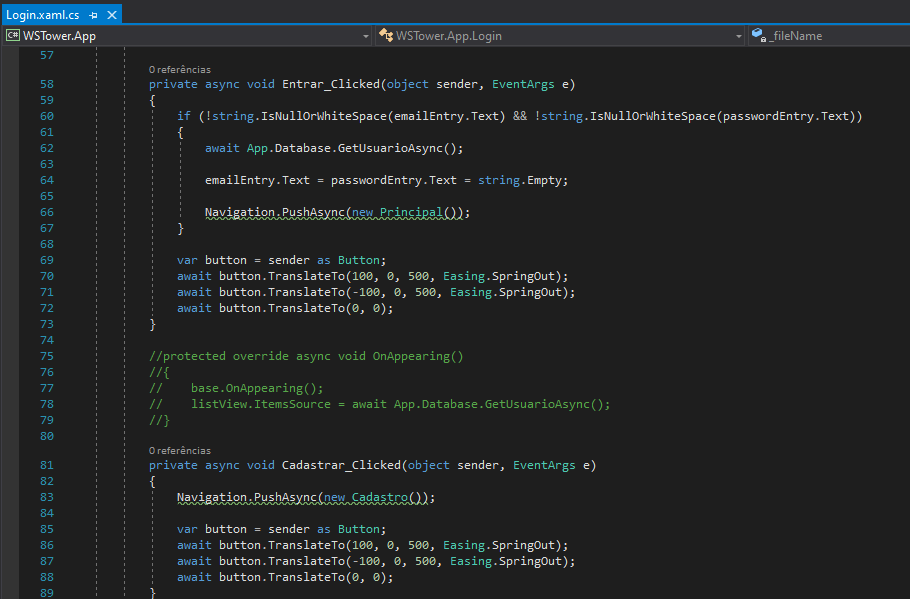 Login.xaml.cs
C# WSTower.App WSTower.App.Login _fileName
57
0 referências
58 private async void Entrar_Clicked(object sender, EventArgs e)
59 {
60 if (!string.IsNullOrWhiteSpace(emailEntry.Text) && !string.IsNullOrWhiteSpace(passwordEntry.Text))
61 {
62 await App.Database.GetUsuarioAsync();
63
64 emailEntry.Text = passwordEntry.Text = string.Empty;
65
66 Navigation.PushAsync(new Principal());
67 }
68
69 var button = sender as Button;
70 await button.TranslateTo(100, 0, 500, Easing.SpringOut);
71 await button.TranslateTo(-100, 0, 500, Easing.SpringOut);
72 await button.TranslateTo(0, 0);
73 }
74
75 //protected override async void OnAppearing()
76 //{
77 // base.OnAppearing();
78 // listView.ItemsSource = await App.Database.GetUsuarioAsync();
79 //}
80
0 referências
81 private async void Cadastrar_Clicked(object sender, EventArgs e)
82 {
83 Navigation.PushAsync(new Cadastro());
84
85 var button = sender as Button;
86 await button.TranslateTo(100, 0, 500, Easing.SpringOut);
87 await button.TranslateTo(-100, 0, 500, Easing.SpringOut);
88 await button.TranslateTo(0, 0);
89 }